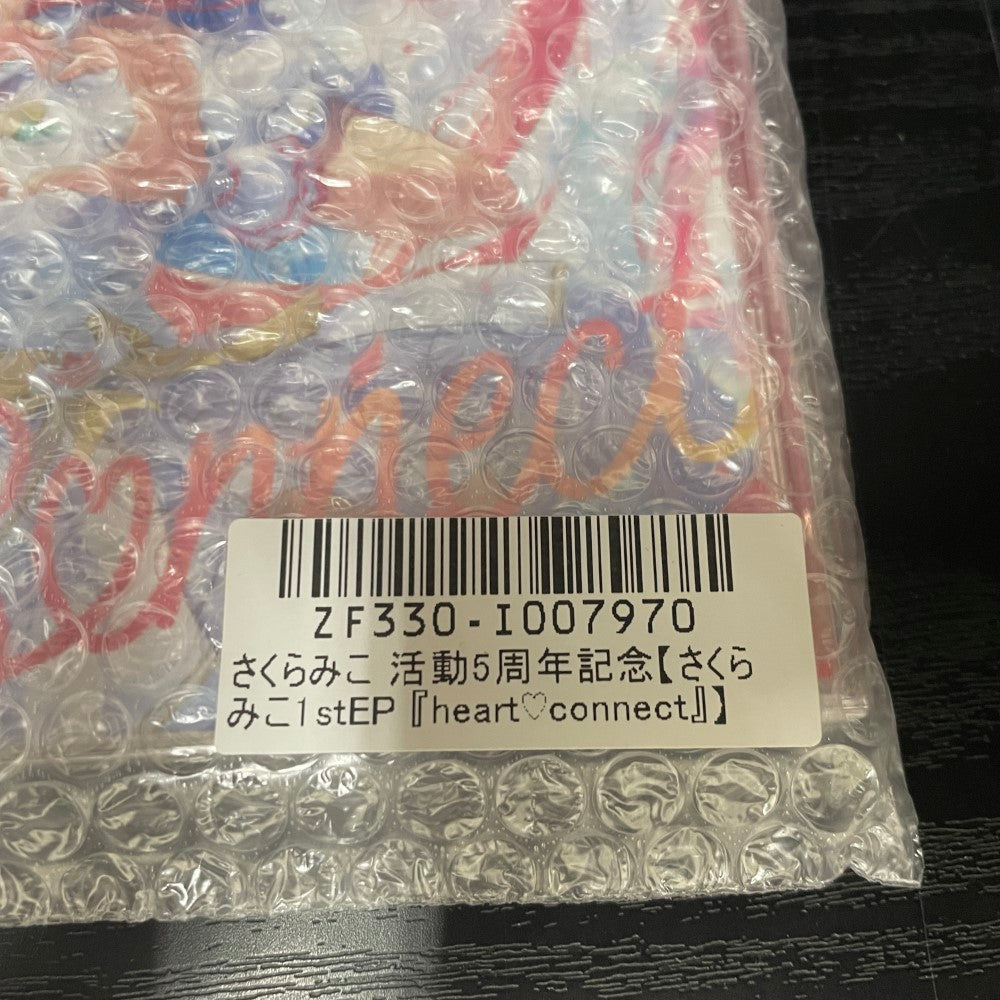 connect
ZF330-I007970
さくらみこ 活動5周年記念【さくら
みこ1stEP『heart♡connect』】